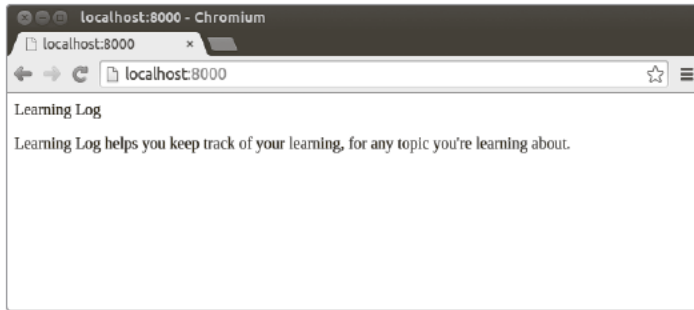 localhost:8000 - Chromium
localhost:8000
localhost:8000
Learning Log
Learning Log helps you keep track of your learning, for any topic you're learning about.